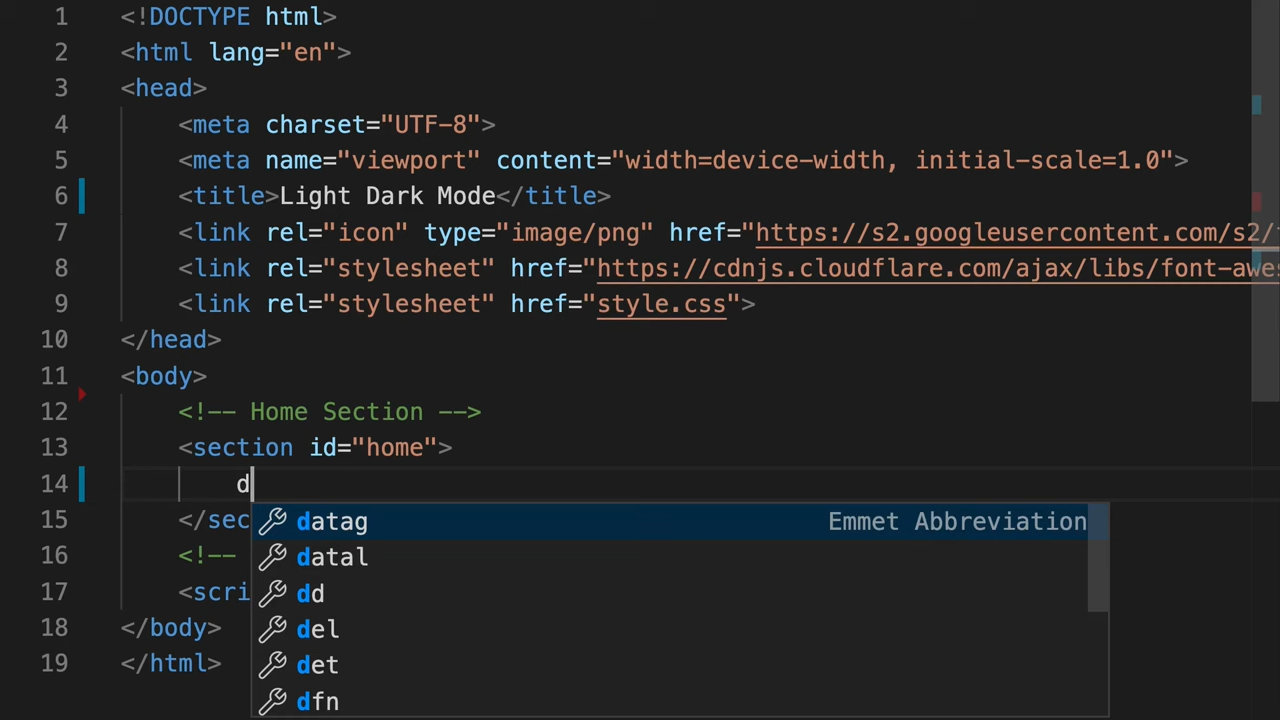 1 <!DOCTYPE html>
2 <html lang="en">
3 <head>
4 <meta charset="UTF-8">
5 <meta name="viewport" content="width=device-width, initial-scale=1.0">
6 <title>Light Dark Mode</title>
7 <link rel="icon" type="image/png" href="https://s2.googleusercontent.com/s2/
8 <link rel="stylesheet" href="https://cdnjs.cloudflare.com/ajax/libs/font-awes
9 <link rel="stylesheet" href="style.css">
10 </head>
11 <body>
12 <!-- Home Section -->
13 <section id="home">
14 d
15 </sec
datag Emmet Abbreviation
16 <!--
datal
17 <scri
dd
18 </body>
del
19 </html>
det
dfn